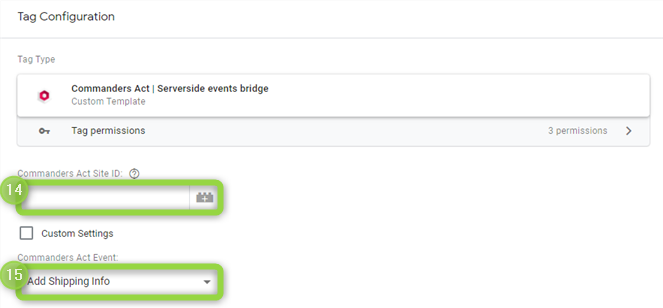 Tag Configuration
Tag Type
Commanders Act | Serverside events bridge
Custom Template
Tag permissions
3 permissions
Commanders Act Site ID:
14
Custom Settings
Commanders Act Event:
15
Add Shipping Info